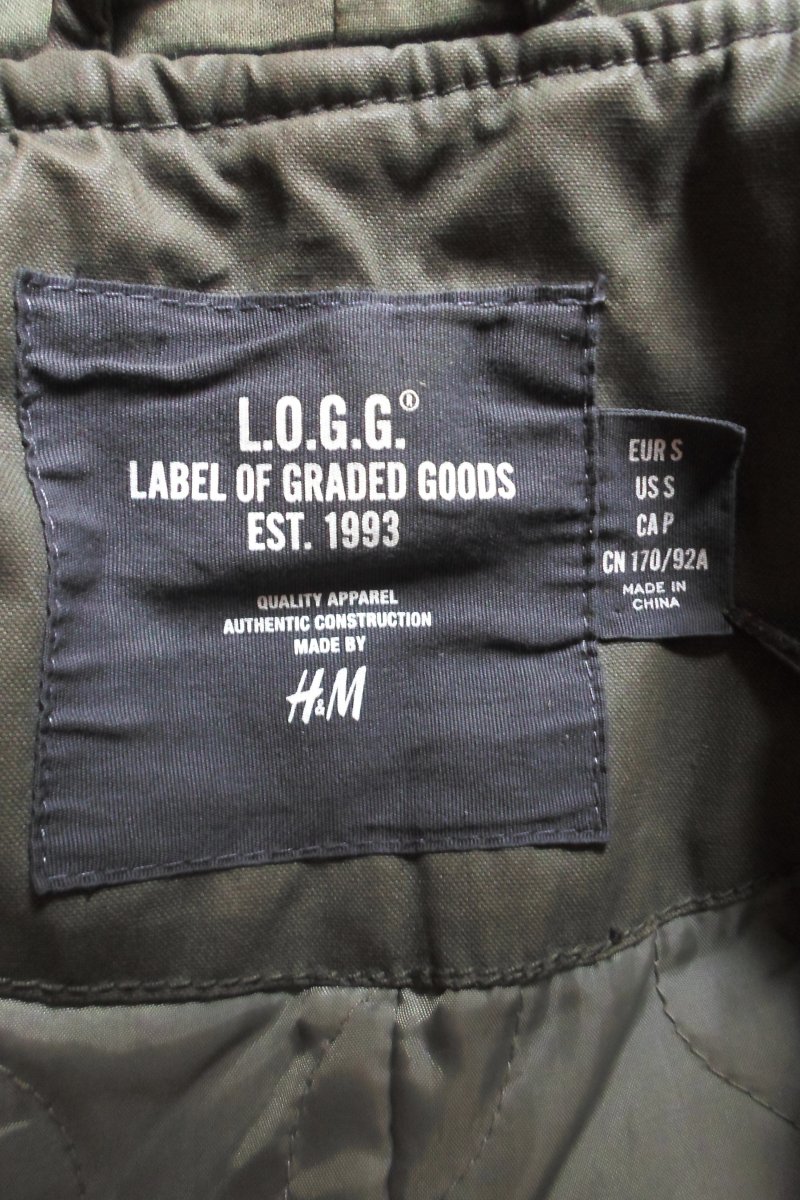 L.O.G.G.®
LABEL OF GRADED GOODS
EST. 1993
QUALITY APPAREL
AUTHENTIC CONSTRUCTION
MADE BY
H&M
EUR S
US S
CA P
CN 170/92A
MADE IN
CHINA